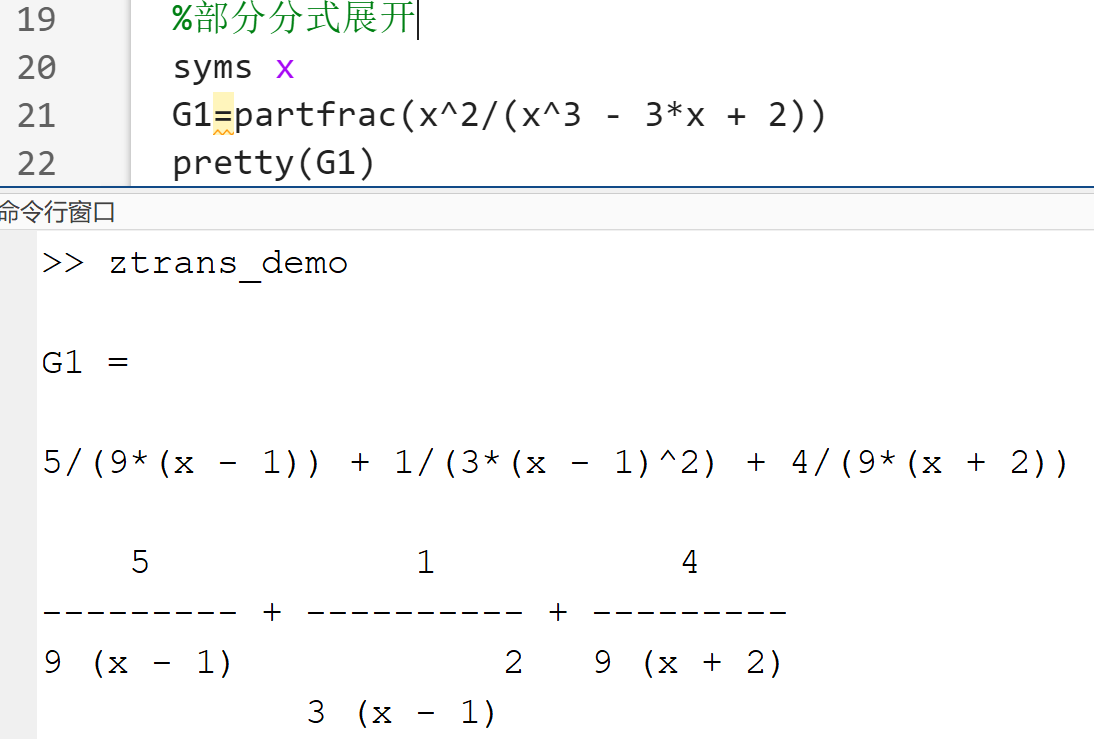 19 %部分分式展开
20 syms x
21 G1=partfrac(x^2/(x^3 - 3*x + 2))
22 pretty(G1)
命令行窗口
>> ztrans_demo
G1 =
5/(9*(x - 1)) + 1/(3*(x - 1)^2) + 4/(9*(x + 2))
5 1 4
--------- + ---------- + ---------
9 (x - 1) 2 9 (x + 2)
3 (x - 1)